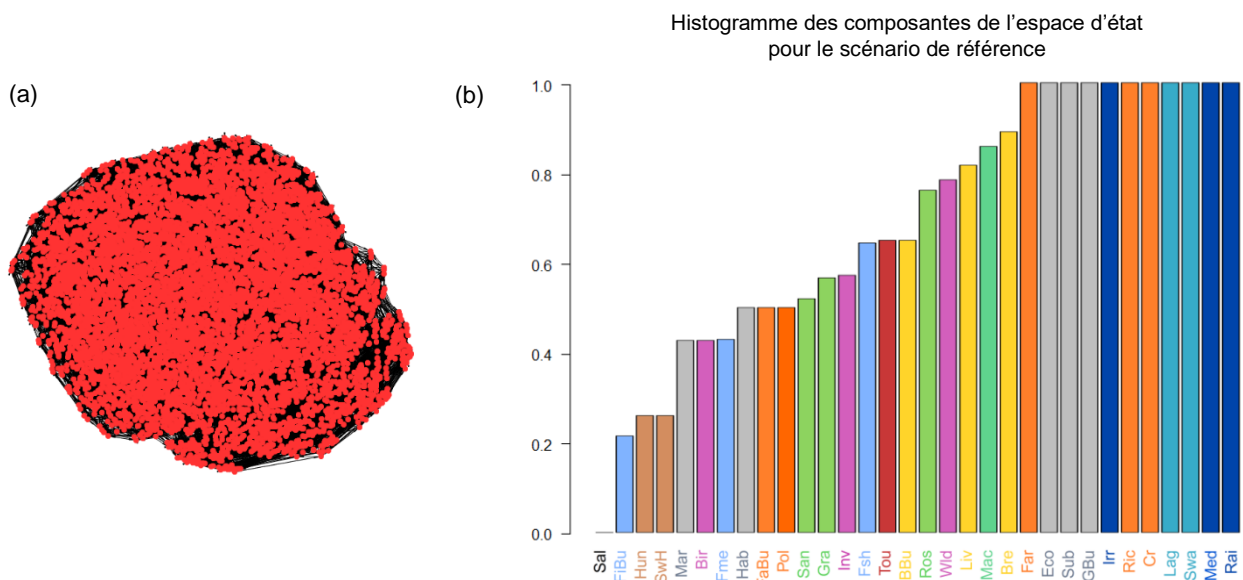 Histogramme des composantes de l'espace d'état
pour le scénario de référence
(a)
(b)
1.0
0.8
0.6
0.4
0.2
0.0
Sal
FiBu
Hun
SwH
Mar
Bir
Fme
Hab
FaBu
Pol
San
Gra
Inv
Fsh
Tou
BBu
Ros
Wld
Liv
Mac
Bre
Far
Eco
Sub
GBu
Irr
Ric
Cr
Lag
Swa
Med
Rai